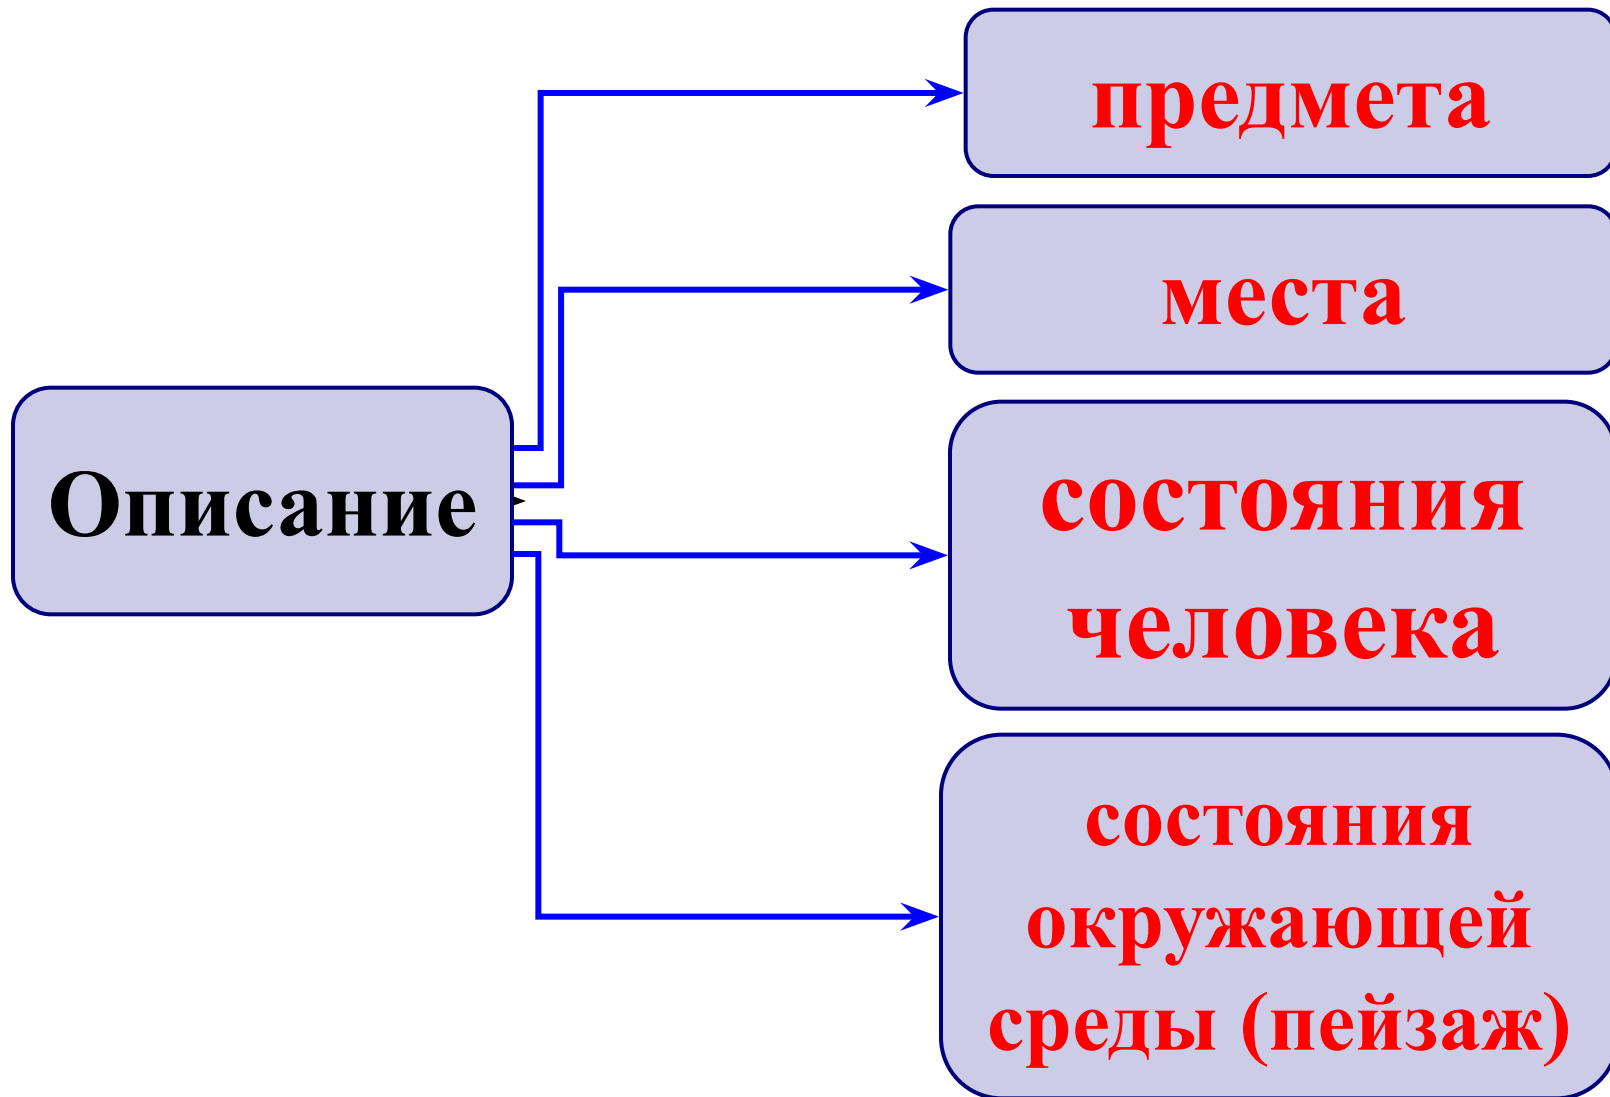 Описание
предмета
места
состояния
человека
состояния
окружающей
среды (пейзаж)